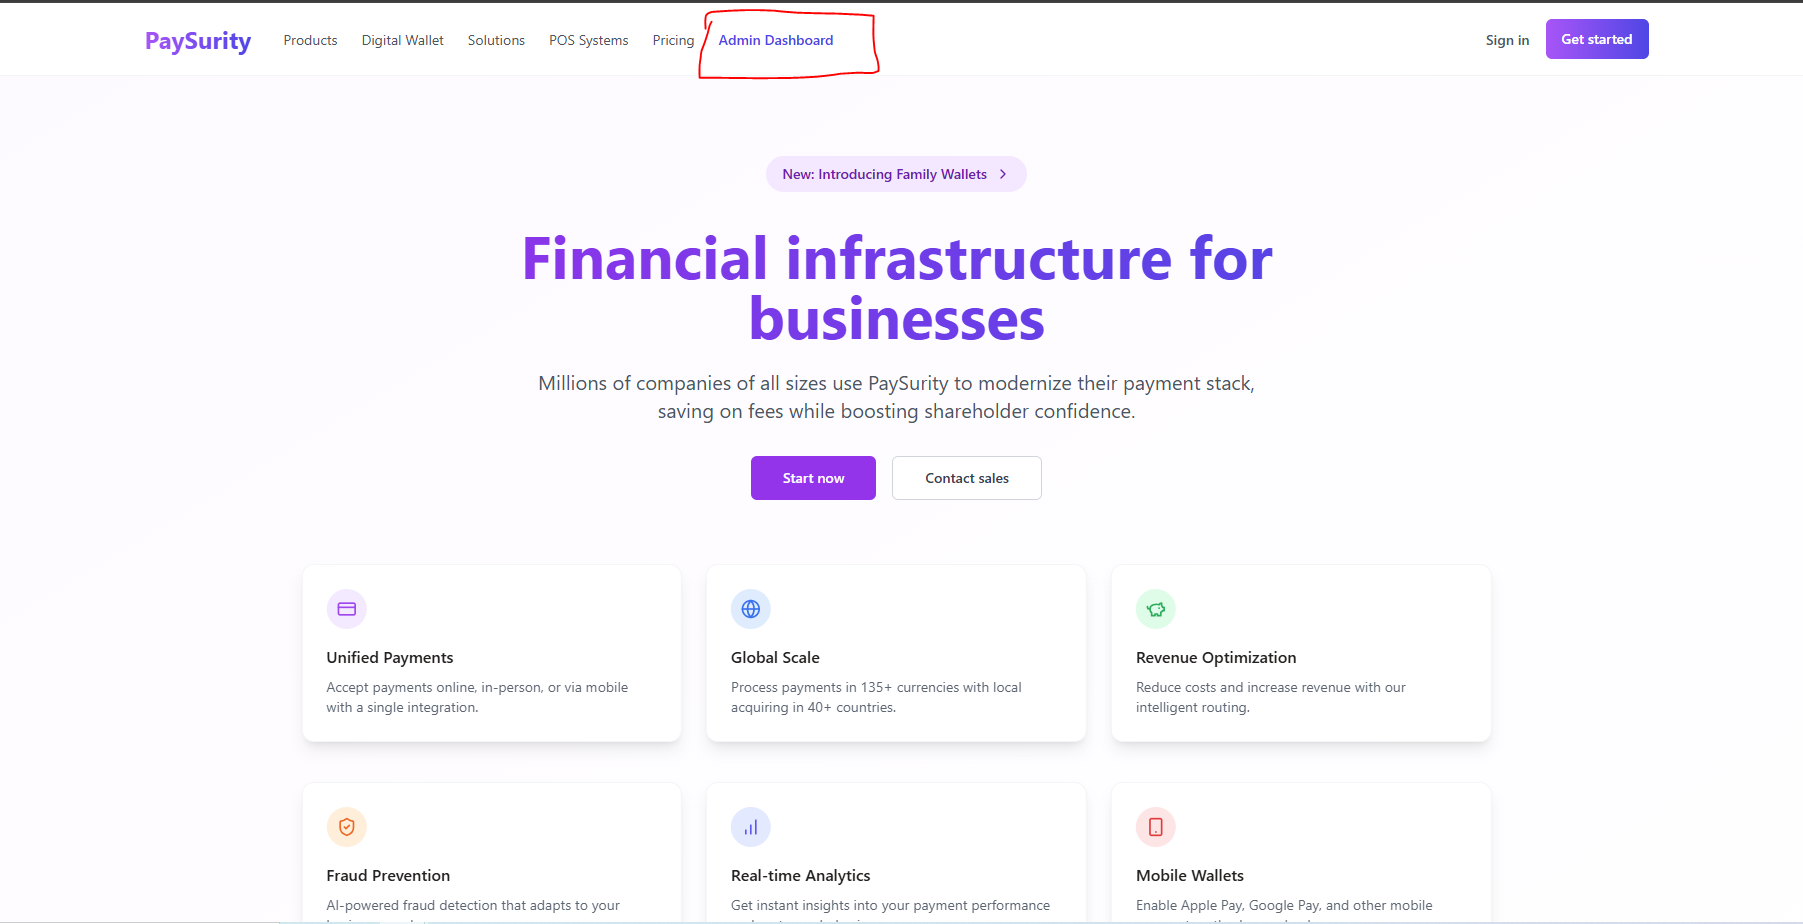 PaySurity
Products
Digital Wallet
Solutions
POS Systems
Pricing
Admin Dashboard
Sign in
Get started
New: Introducing Family Wallets
Financial infrastructure for
businesses
Millions of companies of all sizes use PaySurity to modernize their payment stack,
saving on fees while boosting shareholder confidence.
Start now
Contact sales
Unified Payments
Accept payments online, in-person, or via mobile
with a single integration.
Global Scale
Process payments in 135+ currencies with local
acquiring in 40+ countries.
Revenue Optimization
Reduce costs and increase revenue with our
intelligent routing.
Fraud Prevention
AI-powered fraud detection that adapts to your
Real-time Analytics
Get instant insights into your payment performance
Mobile Wallets
Enable Apple Pay, Google Pay, and other mobile